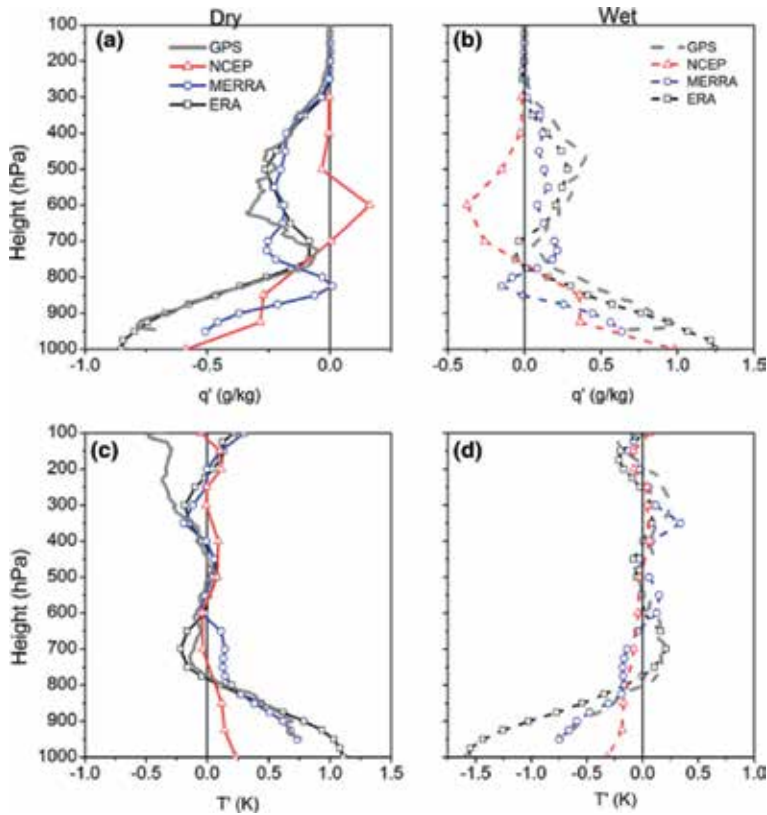 Dry
Wet
(a)
GPS
NCEP
MERRA
ERA
(b)
GPS
NCEP
MERRA
ERA
Height (hPa)
100
200
300
400
500
600
700
800
900
1000
-1.0 -0.5 0.0
q' (g/kg)
-1.0 -0.5 0.0 0.5 1.0 1.5
q' (g/kg)
(c)
(d)
Height (hPa)
100
200
300
400
500
600
700
800
900
1000
-1.0 -0.5 0.0 0.5 1.0 1.5
T' (K)
-1.5 -1.0 -0.5 0.0 0.5 1.0
T' (K)